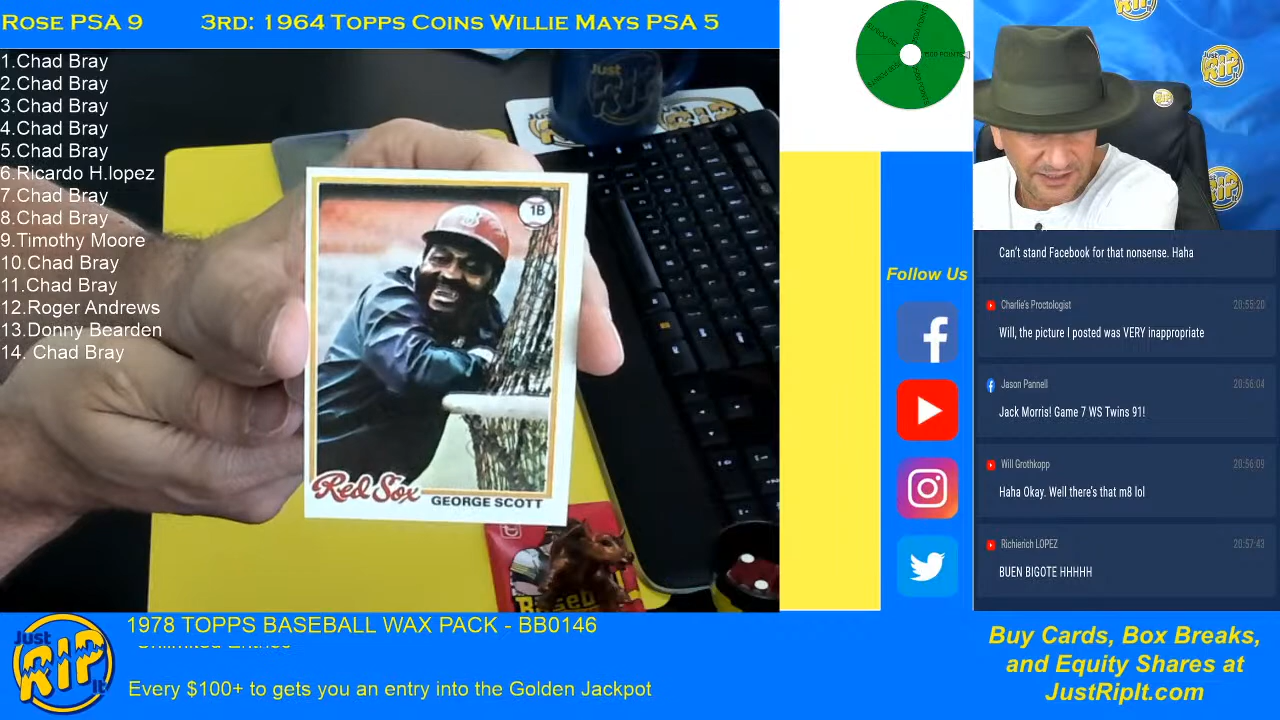 Rose PSA 9 3rd: 1964 Topps Coins Willie Mays PSA 5
1.Chad Bray
2.Chad Bray
3.Chad Bray
4.Chad Bray
5.Chad Bray
6.Ricardo H.lopez
7.Chad Bray
8.Chad Bray
9.Timothy Moore
10.Chad Bray
11.Chad Bray
12.Roger Andrews
13.Donny Bearden
14. Chad Bray
Just
RIP
1B
Red Sox
GEORGE SCOTT
Follow Us
Can't stand Facebook for that nonsense. Haha
Charlie's Proctologist 20:55:20
Will, the picture I posted was VERY inappropriate
Jason Pannell 20:56:04
Jack Morris! Game 7 WS Twins 91!
Will Grothkopp 20:56:09
Haha Okay. Well there's that m8 lol
Richierich LOPEZ 20:57:43
BUEN BIGOTE HHHHH
Just
RIP
It
1978 TOPPS BASEBALL WAX PACK - BB0146
Unlimited Entries
Every $100+ to gets you an entry into the Golden Jackpot
Buy Cards, Box Breaks,
and Equity Shares at
JustRipIt.com